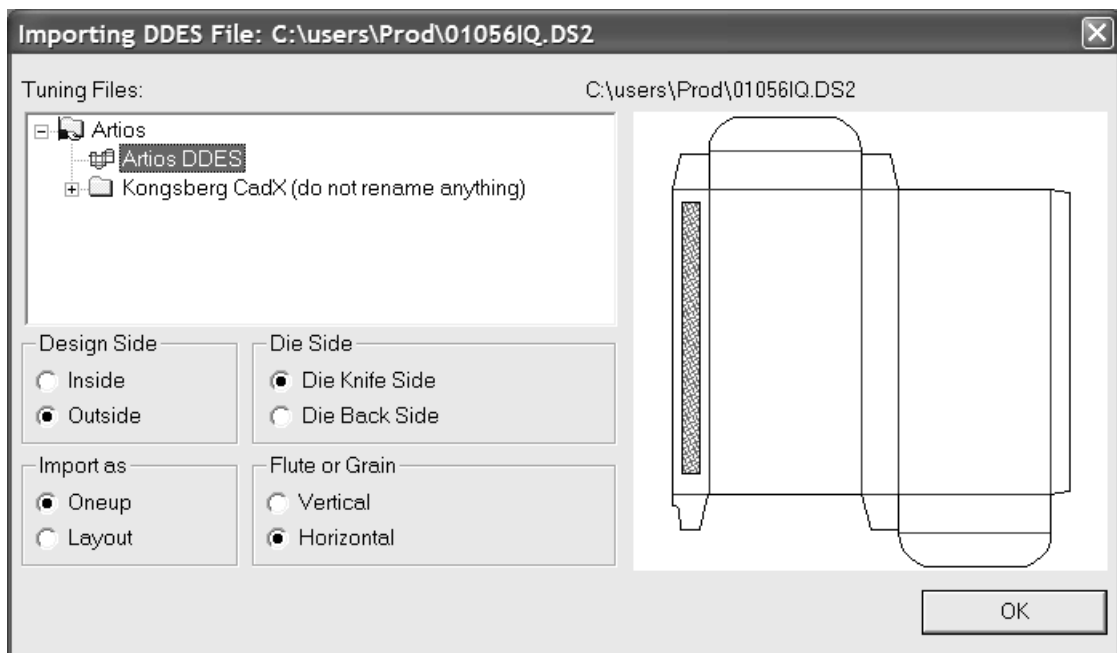 Importing DDES File: C:\users\Prod\01056IQ.DS2
Tuning Files:
C:\users\Prod\01056IQ.DS2
Artios
Artios DDES
Kongsberg CadX (do not rename anything)
Design Side
Inside
Outside
Die Side
Die Knife Side
Die Back Side
Import as
Oneup
Layout
Flute or Grain
Vertical
Horizontal
OK